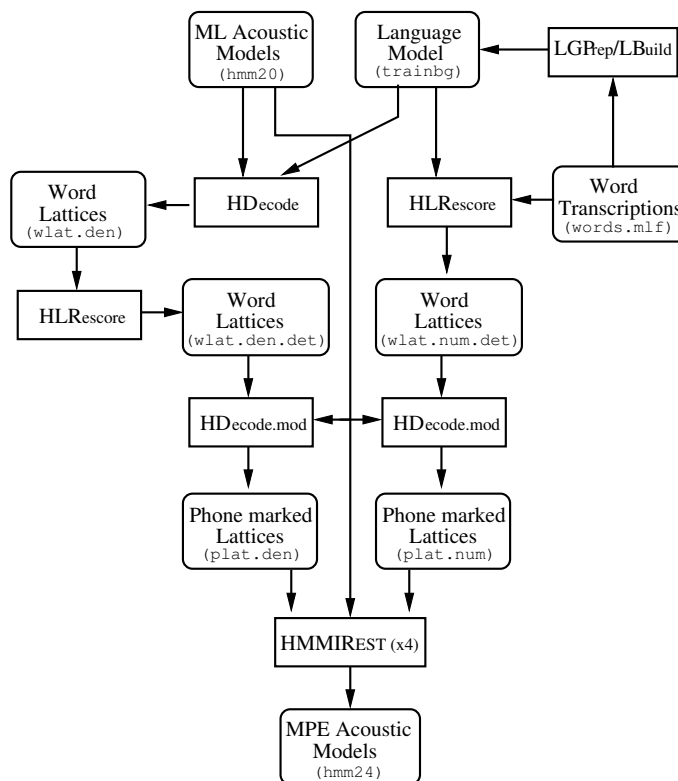 ML Acoustic
Models
(hmm20)
Language
Model
(trainbg)
LGPrep/LBuild
Word
Lattices
(wlat.den)
HDecode
HLRescore
Word
Transcriptions
(words.mlf)
HLRescore
Word
Lattices
(wlat.den.det)
Word
Lattices
(wlat.num.det)
HDecode.mod
HDecode.mod
Phone marked
Lattices
(plat.den)
Phone marked
Lattices
(plat.num)
HMMIREST (x4)
MPE Acoustic
Models
(hmm24)